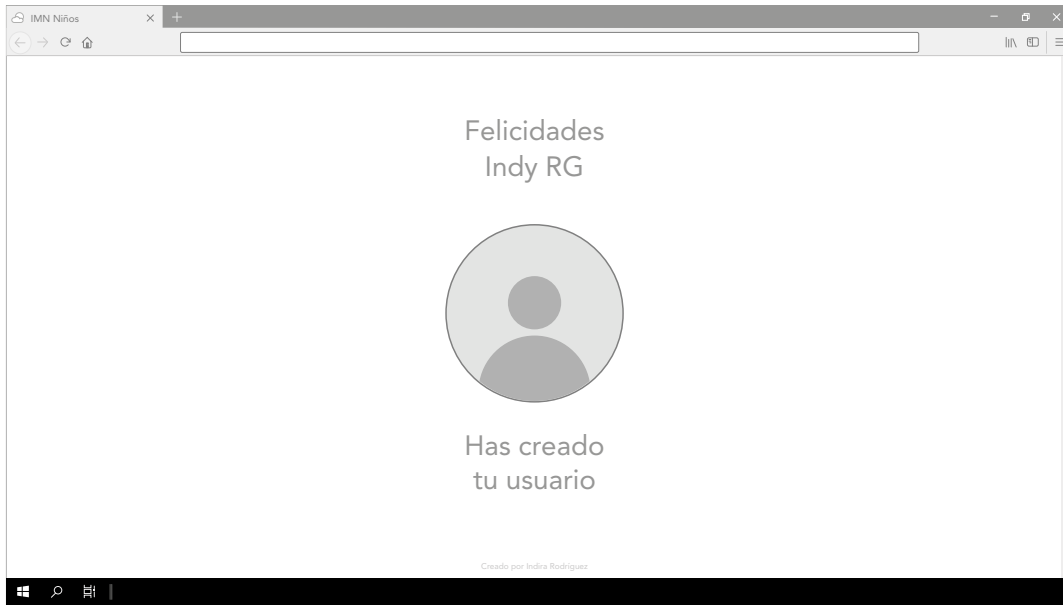 IMN Niños
Felicidades
Indy RG
Has creado
tu usuario
Creado por Indira Rodríguez